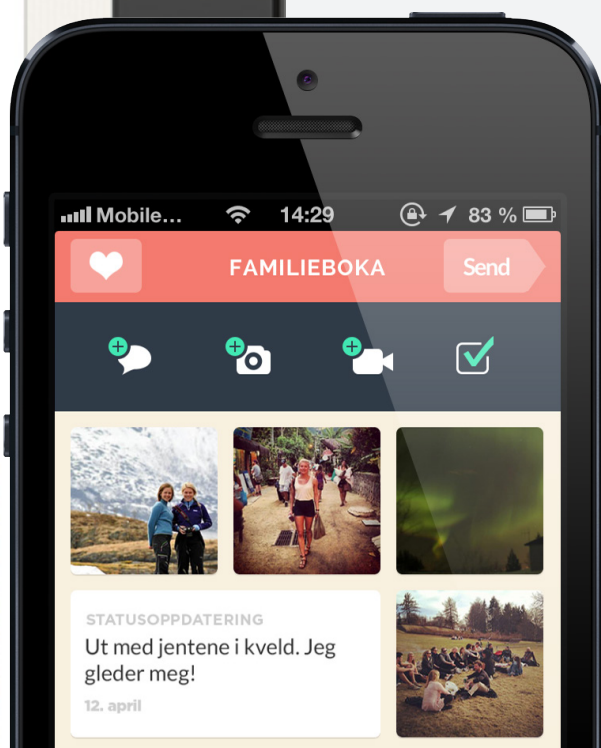 Mobile... 14:29 83 %
FAMILIEBOKA Send
STATUSOPPDATERING
Ut med jentene i kveld. Jeg
gleder meg!
12. april